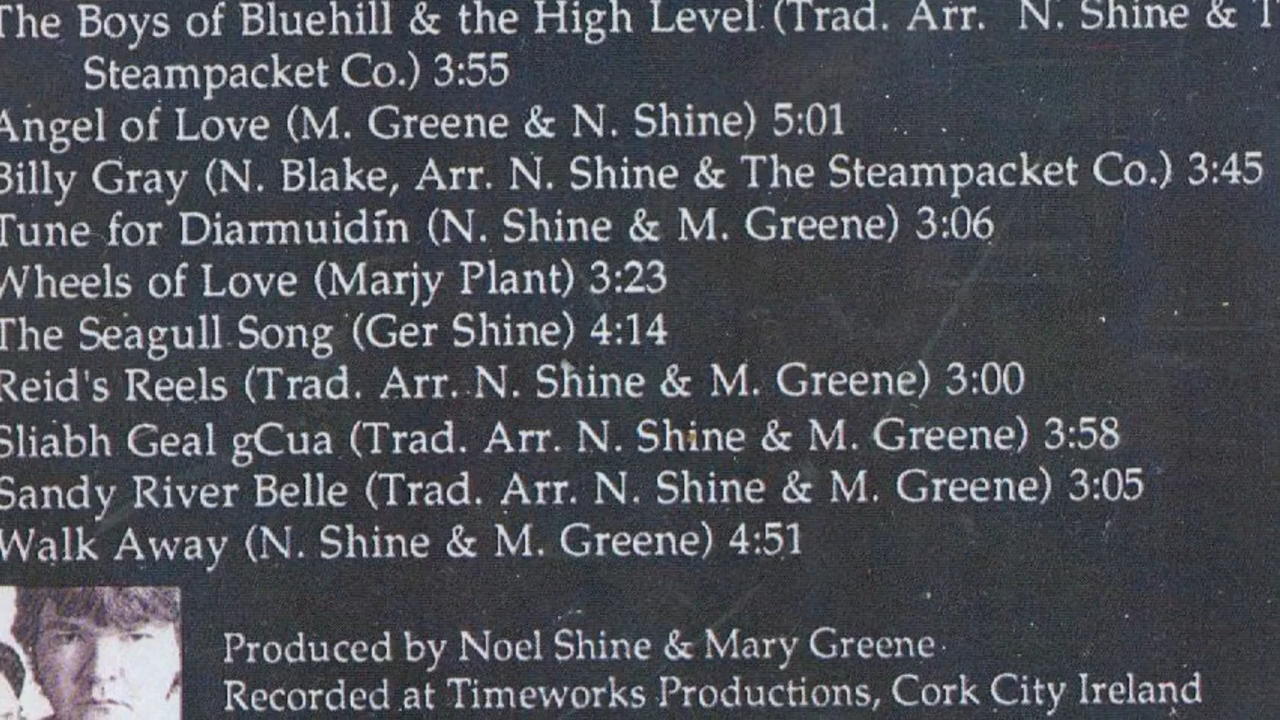 The Boys of Bluehill & the High Level (Trad. Arr. N. Shine & T
Steampacket Co.) 3:55
Angel of Love (M. Greene & N. Shine) 5:01
Billy Gray (N. Blake, Arr. N. Shine & The Steampacket Co.) 3:45
Tune for Diarmuidín (N. Shine & M. Greene) 3:06
Wheels of Love (Marjy Plant) 3:23
The Seagull Song (Ger Shine) 4:14
Reid's Reels (Trad. Arr. N. Shine & M. Greene) 3:00
Sliabh Geal gCua (Trad. Arr. N. Shine & M. Greene) 3:58
Sandy River Belle (Trad. Arr. N. Shine & M. Greene) 3:05
Walk Away (N. Shine & M. Greene) 4:51
Produced by Noel Shine & Mary Greene
Recorded at Timeworks Productions, Cork City Ireland